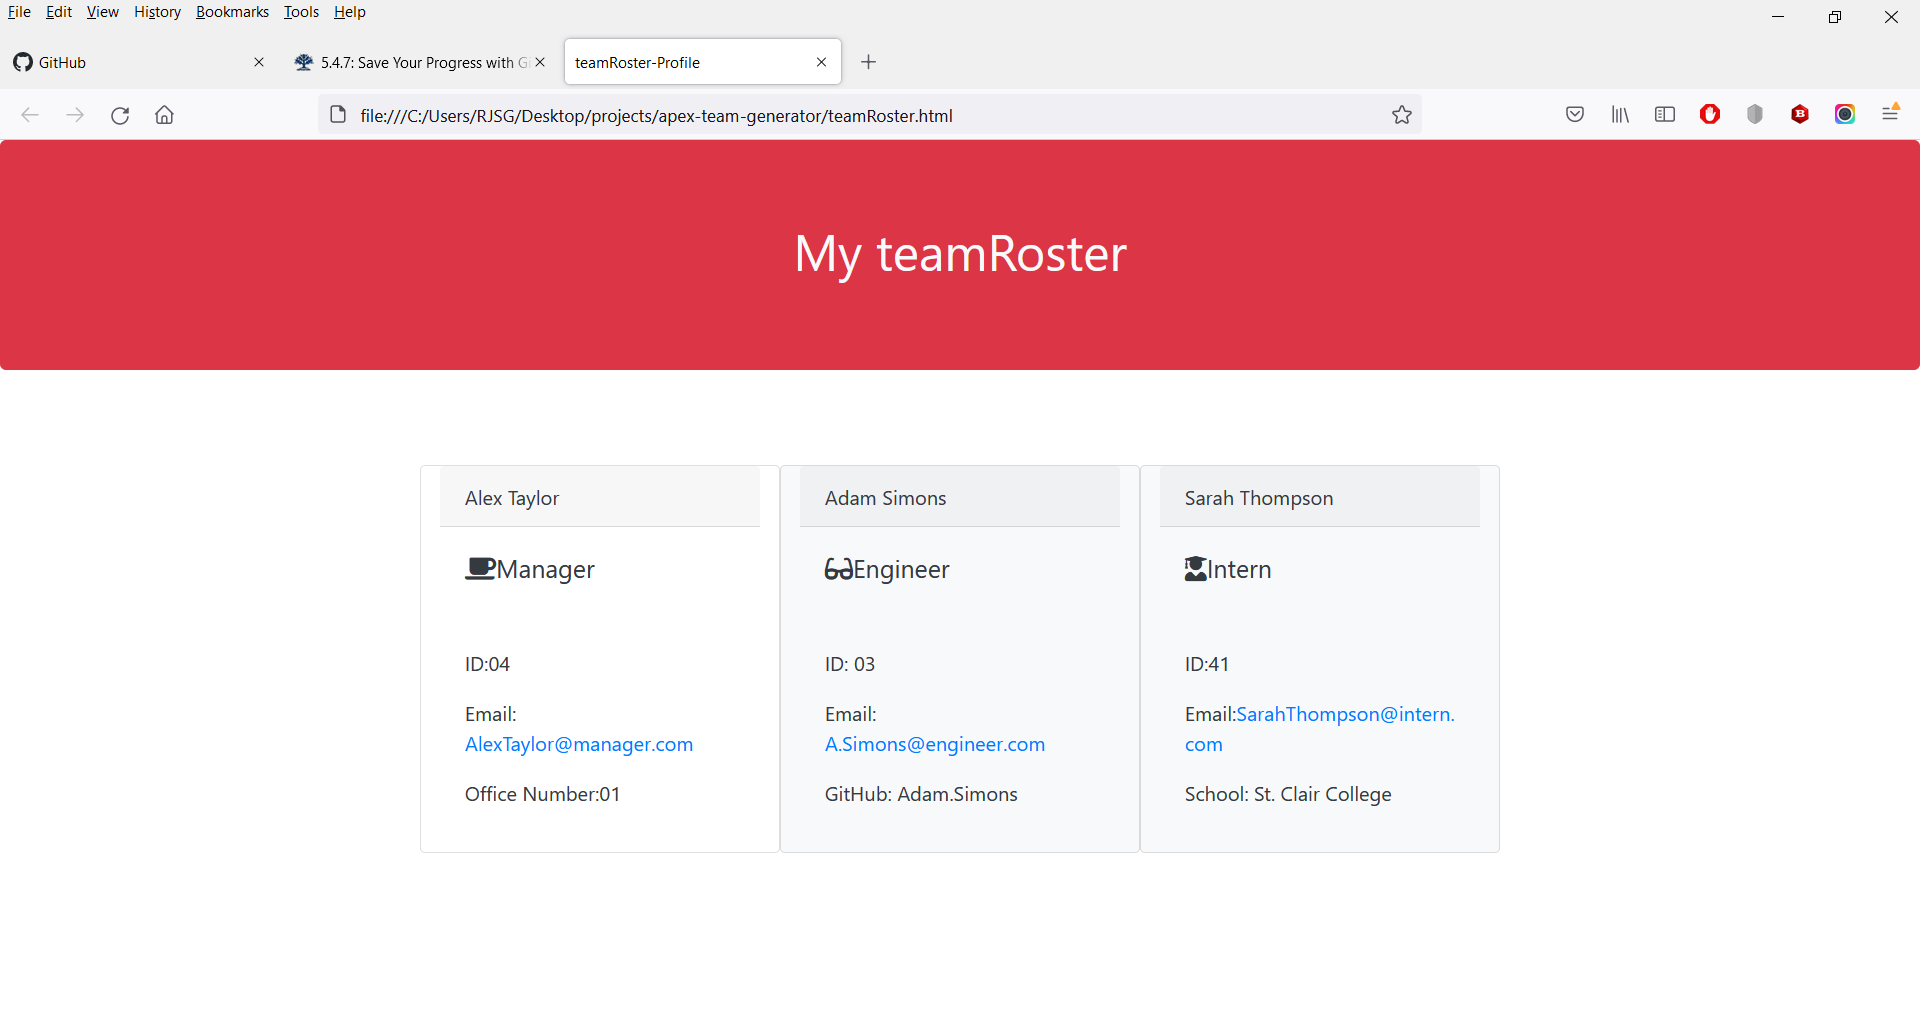 File Edit View History Bookmarks Tools Help
GitHub
5.4.7: Save Your Progress with Gi
teamRoster-Profile
file:///C:/Users/RJSG/Desktop/projects/apex-team-generator/teamRoster.html
B
My teamRoster
Alex Taylor
Manager
ID:04
Email:
AlexTaylor@manager.com
Office Number:01
Adam Simons
Engineer
ID: 03
Email:
A.Simons@engineer.com
GitHub: Adam.Simons
Sarah Thompson
Intern
ID:41
Email:SarahThompson@intern.
com
School: St. Clair College